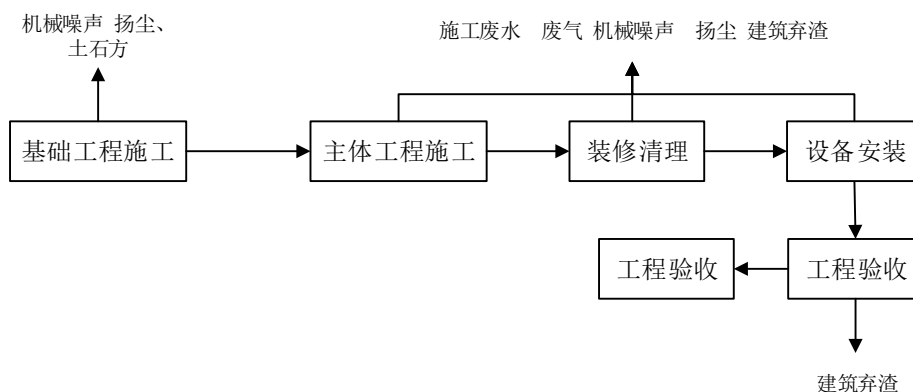 机械噪声 扬尘、
土石方
施工废水 废气 机械噪声 扬尘 建筑弃渣
基础工程施工
主体工程施工
装修清理
设备安装
工程验收
工程验收
建筑弃渣